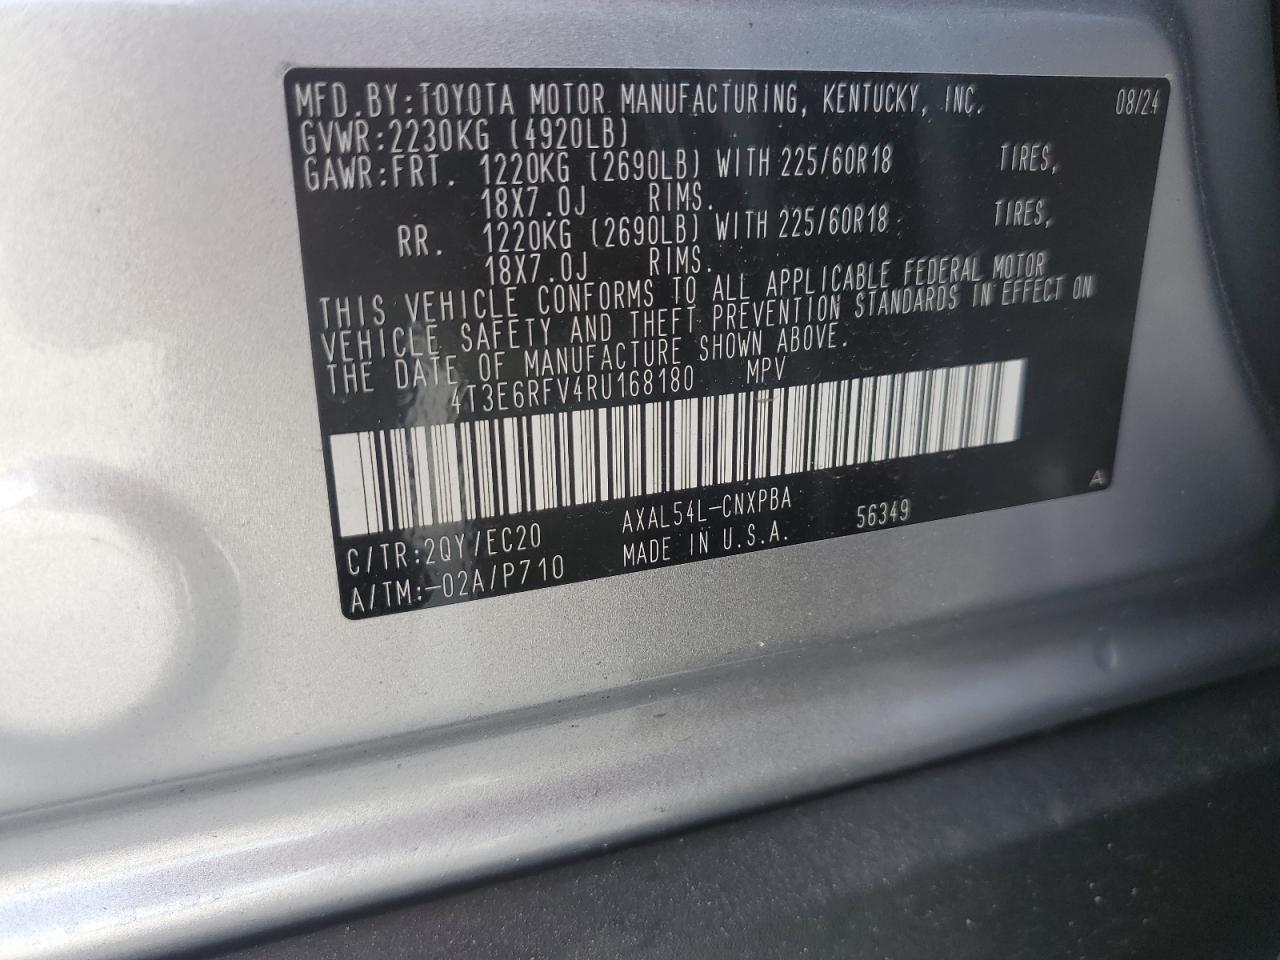 MFD.BY:TOYOTA MOTOR MANUFACTURING, KENTUCKY, INC. 08/24
GVWR:2230KG (4920LB)
GAWR:FRT. 1220KG (2690LB) WITH 225/60R18 TIRES,
18X7.0J RIMS.
RR. 1220KG (2690LB) WITH 225/60R18 TIRES,
18X7.0J RIMS.
THIS VEHICLE CONFORMS TO ALL APPLICABLE FEDERAL MOTOR
VEHICLE SAFETY AND THEFT PREVENTION STANDARDS IN EFFECT ON
THE DATE OF MANUFACTURE SHOWN ABOVE.
4T3E6RFV4RU168180 MPV
C/TR:2QY/EC20 AXAL54L-CNXPBA 56349 A
A/TM:-02A/P710 MADE IN U.S.A.